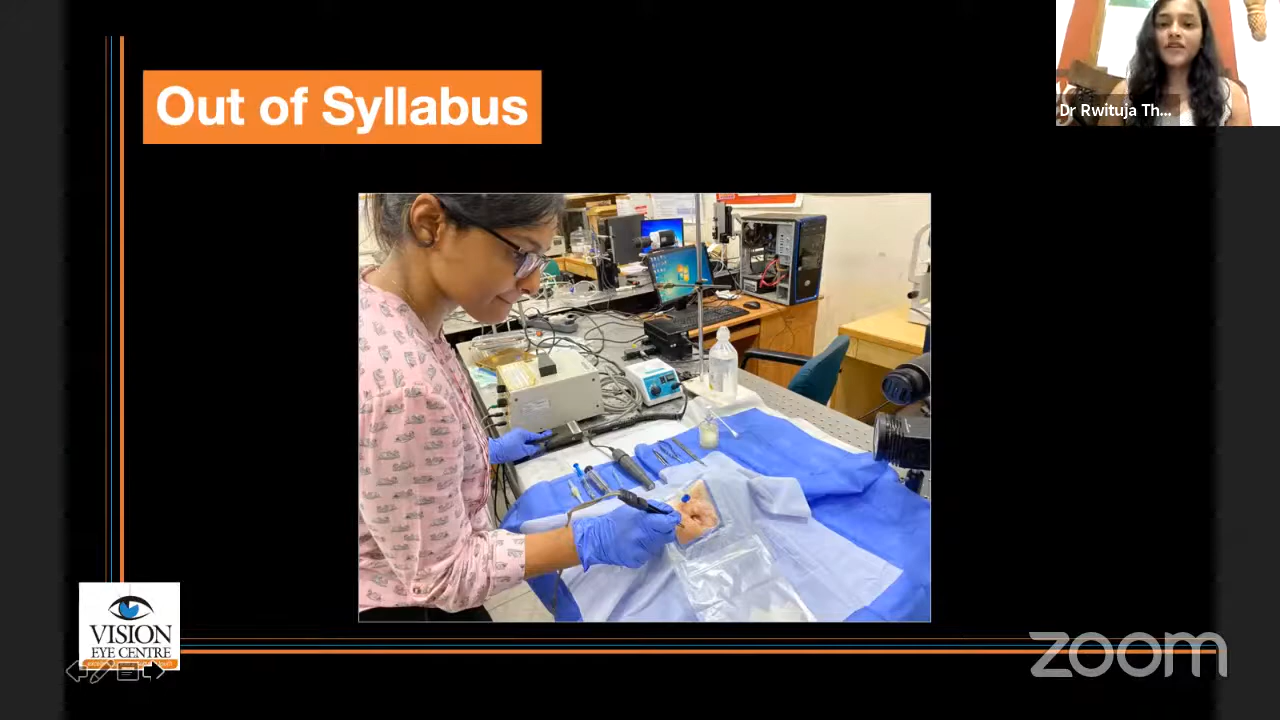 Out of Syllabus
Dr Rwituja Th...
VISION
EYE CENTRE
zoom